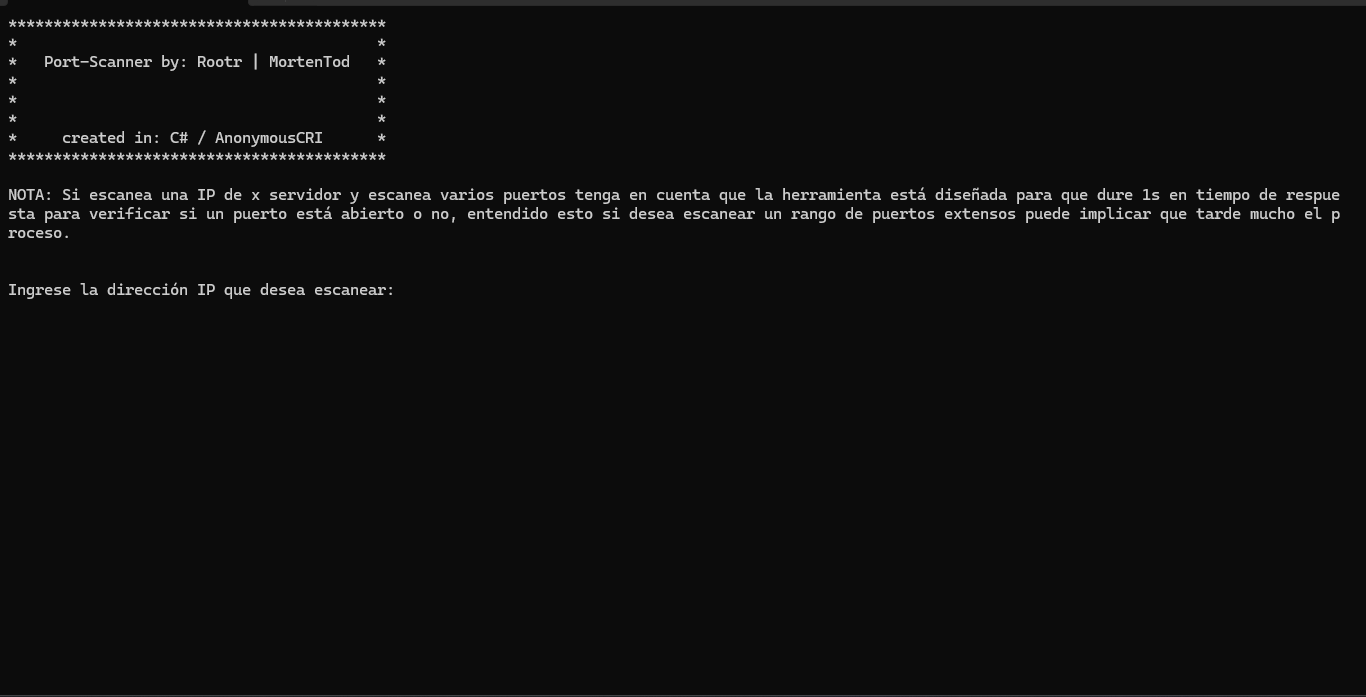 ******************************************
*                                        *
*   Port-Scanner by: Rootr | MortenTod   *
*                                        *
*                                        *
*                                        *
*     created in: C# / AnonymousCRI      *
******************************************
NOTA: Si escanea una IP de x servidor y escanea varios puertos tenga en cuenta que la herramienta está diseñada para que dure 1s en tiempo de respue
sta para verificar si un puerto está abierto o no, entendido esto si desea escanear un rango de puertos extensos puede implicar que tarde mucho el p
roceso.
Ingrese la dirección IP que desea escanear: